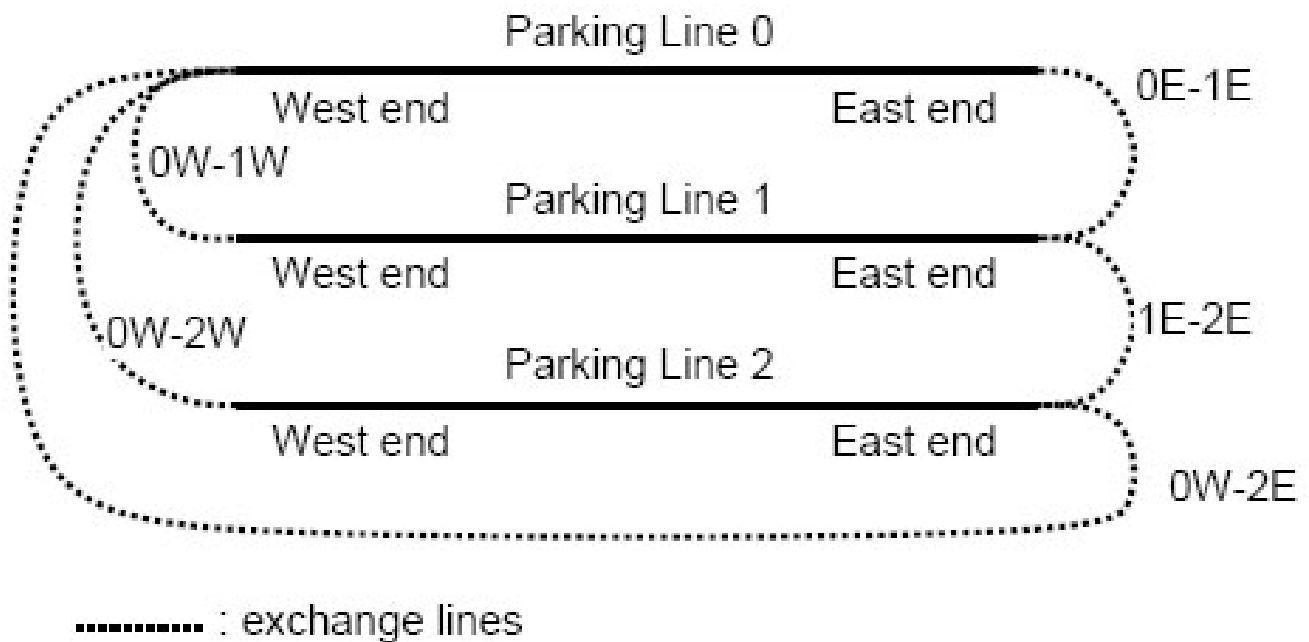 Parking Line 0
0E-1E
West end East end
0W-1W
Parking Line 1
West end East end
1E-2E
0W-2W
Parking Line 2
West end East end
0W-2E
: exchange lines